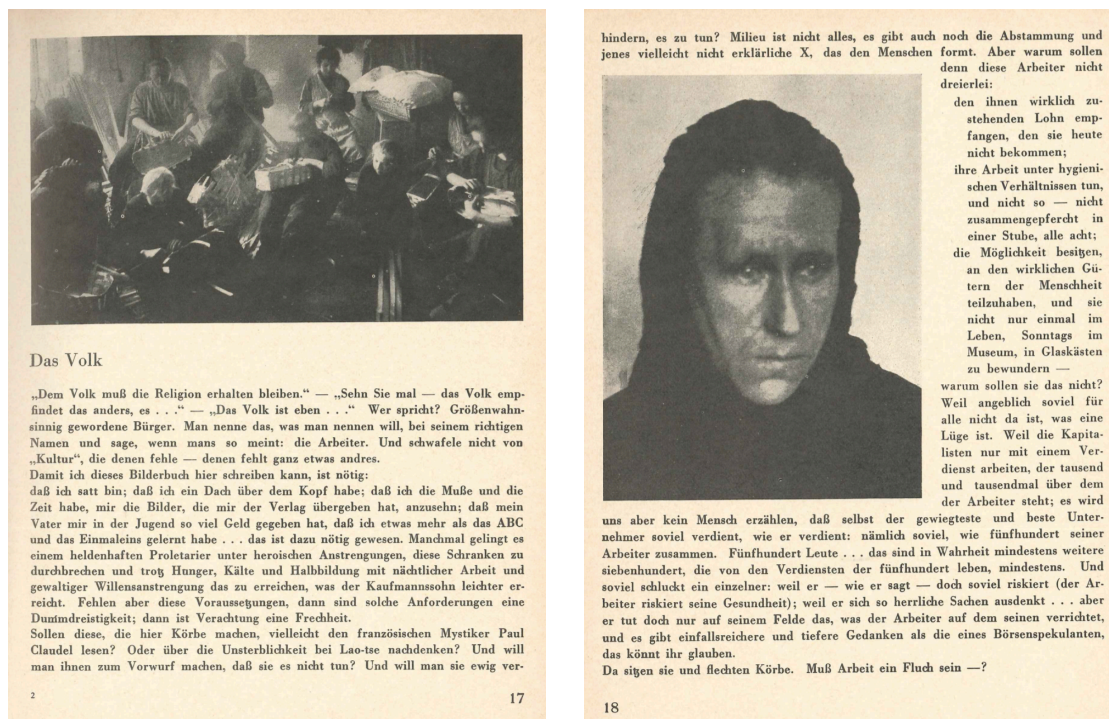 Das Volk
„Dem Volk muß die Religion erhalten bleiben.“ — „Sehn Sie mal — das Volk emp-
findet das anders, es . . .“ — „Das Volk ist eben . . .“ Wer spricht? Größenwahn-
sinnig gewordene Bürger. Man nenne das, was man nennen will, bei seinem richtigen
Namen und sage, wenn mans so meint: die Arbeiter. Und schwafele nicht von
„Kultur“, die denen fehle — denen fehlt ganz etwas andres.
Damit ich dieses Bilderbuch hier schreiben kann, ist nötig:
daß ich satt bin; daß ich ein Dach über dem Kopf habe; daß ich die Muße und die
Zeit habe, mir die Bilder, die mir der Verlag übergeben hat, anzusehn; daß mein
Vater mir in der Jugend so viel Geld gegeben hat, daß ich etwas mehr als das ABC
und das Einmaleins gelernt habe . . . das ist dazu nötig gewesen. Manchmal gelingt es
einem heldenhaften Proletarier unter heroischen Anstrengungen, diese Schranken zu
durchbrechen und trotz Hunger, Kälte und Halbbildung mit nächtlicher Arbeit und
gewaltiger Willensanstrengung das zu erreichen, was der Kaufmannssohn leichter er-
reicht. Fehlen aber diese Voraussetzungen, dann sind solche Anforderungen eine
Dummdreistigkeit; dann ist Verachtung eine Frechheit.
Sollen diese, die hier Körbe machen, vielleicht den französischen Mystiker Paul
Claudel lesen? Oder über die Unsterblichkeit bei Lao-tse nachdenken? Und will
man ihnen zum Vorwurf machen, daß sie es nicht tun? Und will man sie ewig ver-
2
17
hindern, es zu tun? Milieu ist nicht alles, es gibt auch noch die Abstammung und
jenes vielleicht nicht erklärliche X, das den Menschen formt. Aber warum sollen
denn diese Arbeiter nicht
dreierlei:
den ihnen wirklich zu-
stehenden Lohn emp-
fangen, den sie heute
nicht bekommen;
ihre Arbeit unter hygieni-
schen Verhältnissen tun,
und nicht so — nicht
zusammengepfercht in
einer Stube, alle acht;
die Möglichkeit besitzen,
an den wirklichen Gü-
tern der Menschheit
teilzuhaben, und sie
nicht nur einmal im
Leben, Sonntags im
Museum, in Glaskästen
zu bewundern —
warum sollen sie das nicht?
Weil angeblich soviel für
alle nicht da ist, was eine
Lüge ist. Weil die Kapita-
listen nur mit einem Ver-
dienst arbeiten, der tausend
und tausendmal über dem
der Arbeiter steht; es wird
uns aber kein Mensch erzählen, daß selbst der gewiegteste und beste Unter-
nehmer soviel verdient, wie er verdient: nämlich soviel, wie fünfhundert seiner
Arbeiter zusammen. Fünfhundert Leute . . . das sind in Wahrheit mindestens weitere
siebenhundert, die von den Verdiensten der fünfhundert leben, mindestens. Und
soviel schluckt ein einzelner: weil er — wie er sagt — doch soviel riskiert (der Ar-
beiter riskiert seine Gesundheit); weil er sich so herrliche Sachen ausdenkt . . . aber
er tut doch nur auf seinem Felde das, was der Arbeiter auf dem seinen verrichtet,
und es gibt einfallsreichere und tiefere Gedanken als die eines Börsenspekulanten,
das könnt ihr glauben.
Da sitzen sie und flechten Körbe. Muß Arbeit ein Fluch sein —?
18